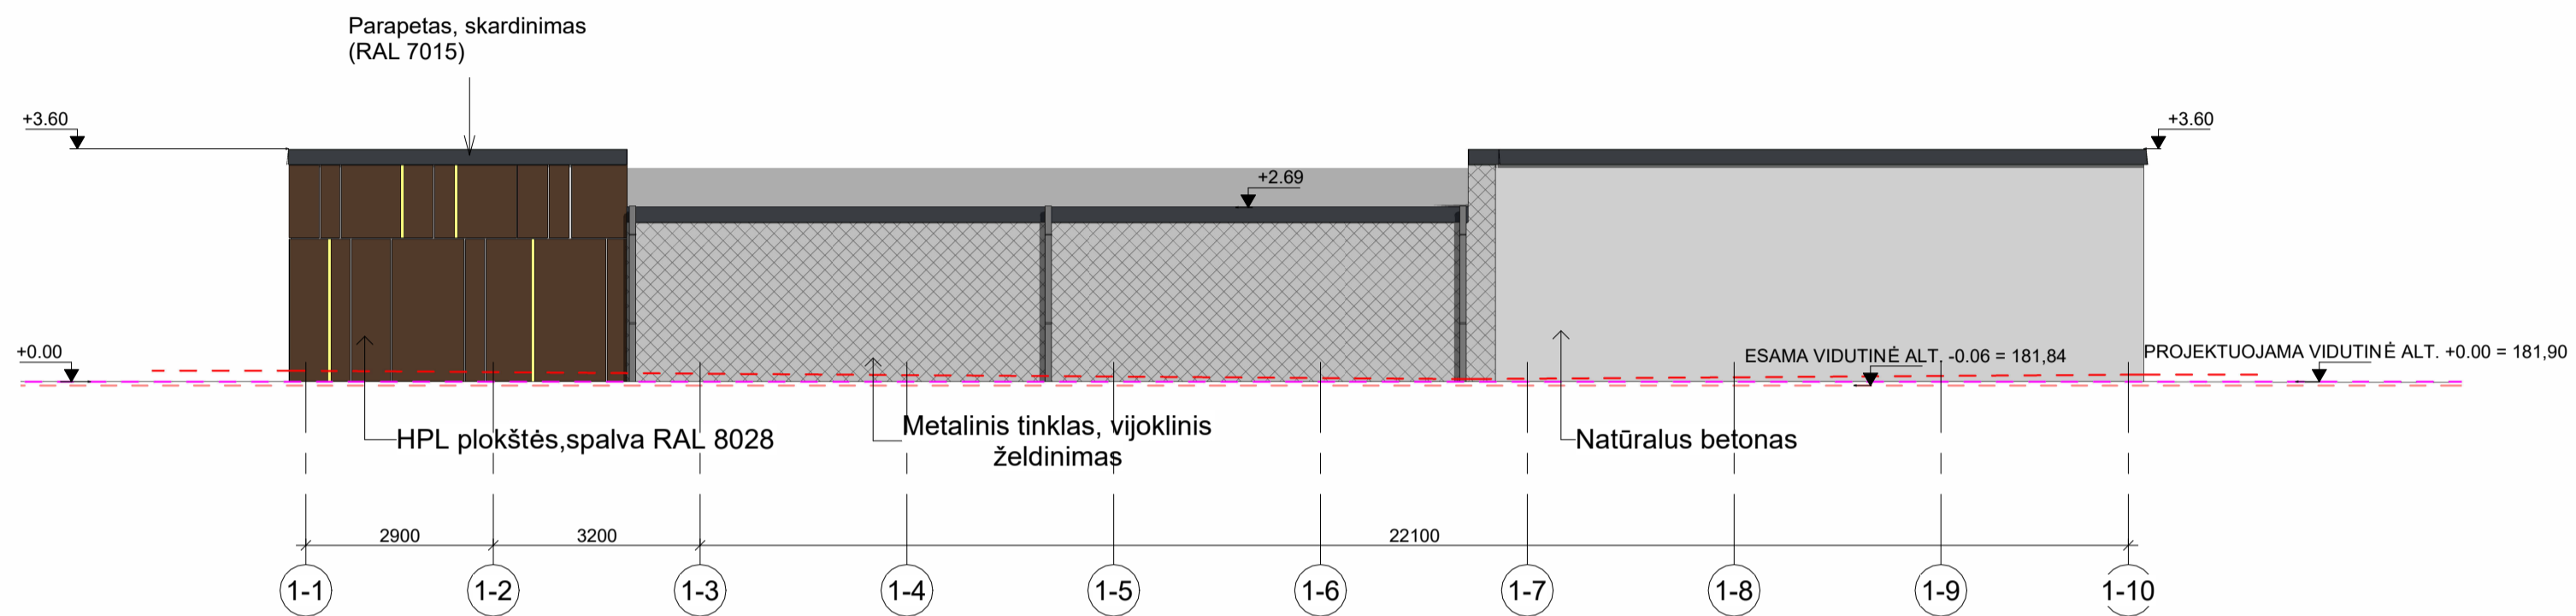 Parapetas, skardinimas
(RAL 7015)
+3.60
+3.60
+2.69
+0.00
ESAMA VIDUTINĖ ALT. -0.06 = 181,84
PROJEKTUOJAMA VIDUTINĖ ALT. +0.00 = 181,90
HPL plokštės,spalva RAL 8028
Metalinis tinklas, vijoklinis
želdinimas
Natūralus betonas
2900
3200
22100
1-1
1-2
1-3
1-4
1-5
1-6
1-7
1-8
1-9
1-10